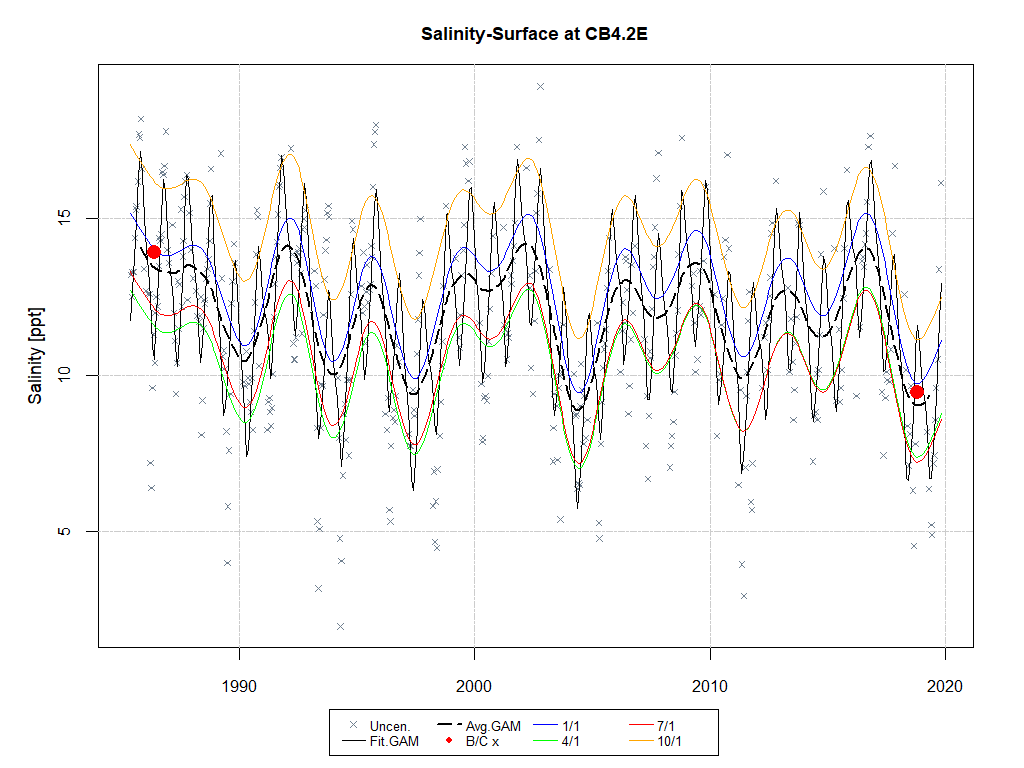 Salinity-Surface at CB4.2E
Salinity [ppt]
15
10
5
1990 2000 2010 2020
Uncen. Avg.GAM 1/1 7/1
Fit.GAM B/C x 4/1 10/1